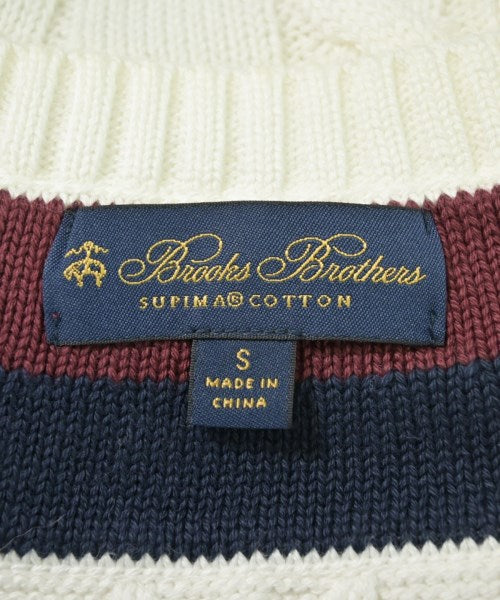 Brooks Brothers
SUPIMA® COTTON
S
MADE IN
CHINA